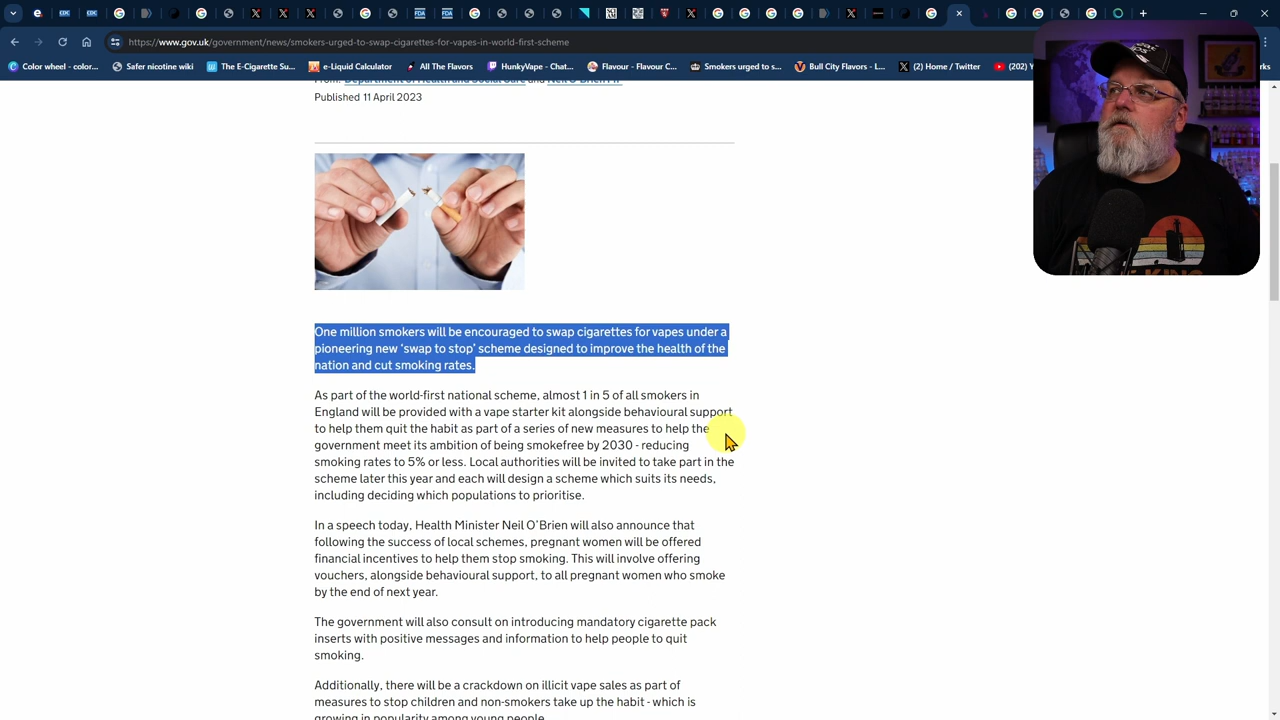 https://www.gov.uk/government/news/smokers-urged-to-swap-cigarettes-for-vapes-in-world-first-scheme
Color wheel - color... Safer nicotine wiki The E-Cigarette Su... e-Liquid Calculator All The Flavors HunkyVape - Chat... Flavour – Flavour C... Smokers urged to s... Bull City Flavors – L... (2) Home / Twitter (202) Y
Published 11 April 2023
One million smokers will be encouraged to swap cigarettes for vapes under a
pioneering new ‘swap to stop’ scheme designed to improve the health of the
nation and cut smoking rates.
As part of the world-first national scheme, almost 1 in 5 of all smokers in
England will be provided with a vape starter kit alongside behavioural support
to help them quit the habit as part of a series of new measures to help the
government meet its ambition of being smokefree by 2030 - reducing
smoking rates to 5% or less. Local authorities will be invited to take part in the
scheme later this year and each will design a scheme which suits its needs,
including deciding which populations to prioritise.
In a speech today, Health Minister Neil O’Brien will also announce that
following the success of local schemes, pregnant women will be offered
financial incentives to help them stop smoking. This will involve offering
vouchers, alongside behavioural support, to all pregnant women who smoke
by the end of next year.
The government will also consult on introducing mandatory cigarette pack
inserts with positive messages and information to help people to quit
smoking.
Additionally, there will be a crackdown on illicit vape sales as part of
measures to stop children and non-smokers take up the habit - which is
growing in popularity among young people.